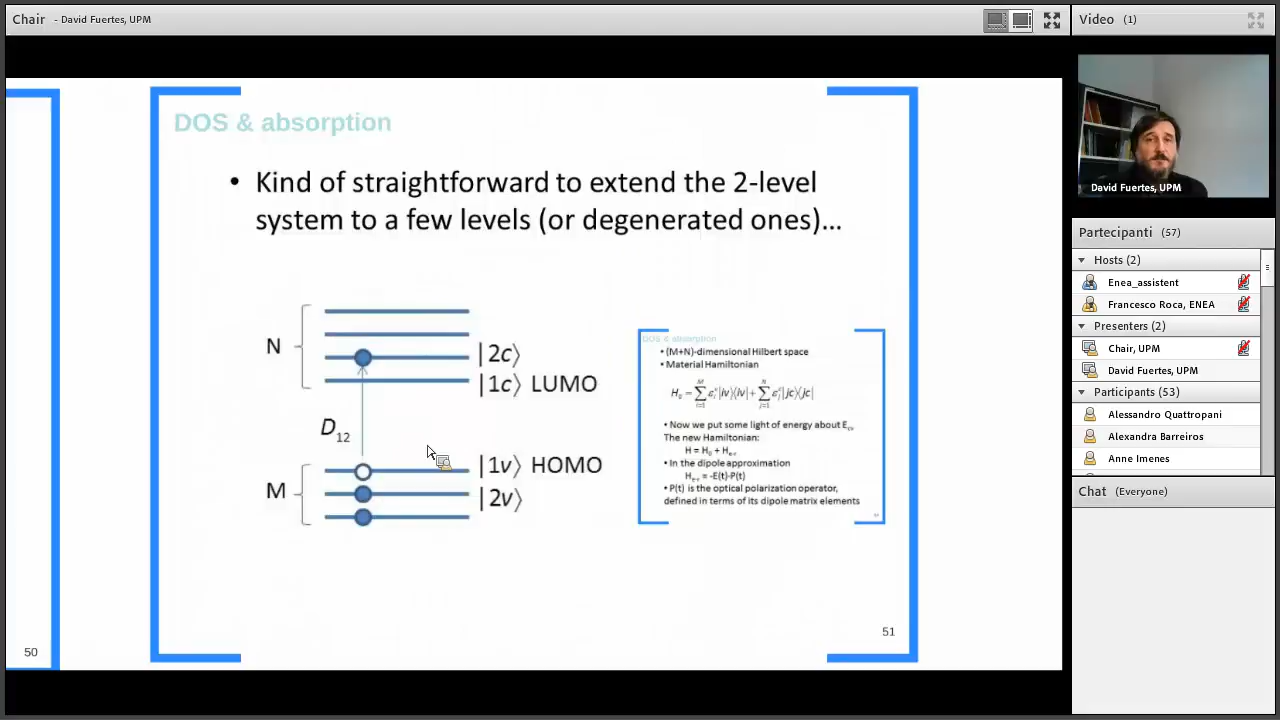 Chair - David Fuertes, UPM
Video (1)
David Fuertes, UPM
DOS & absorption
• Kind of straightforward to extend the 2-level
system to a few levels (or degenerated ones)…
N
|2c⟩
|1c⟩ LUMO
D12
|1v⟩ HOMO
M
|2v⟩
DOS & absorption
• (M+N)-dimensional Hilbert space
• Material Hamiltonian
• Now we put some light of energy about Ecv
The new Hamiltonian:
• In the dipole approximation
• P(t) is the optical polarization operator,
defined in terms of its dipole matrix elements
51
50
Partecipanti (57)
Hosts (2)
Enea_assistent
Francesco Roca, ENEA
Presenters (2)
Chair, UPM
David Fuertes, UPM
Participants (53)
Alessandro Quattropani
Alexandra Barreiros
Anne Imenes
Chat (Everyone)